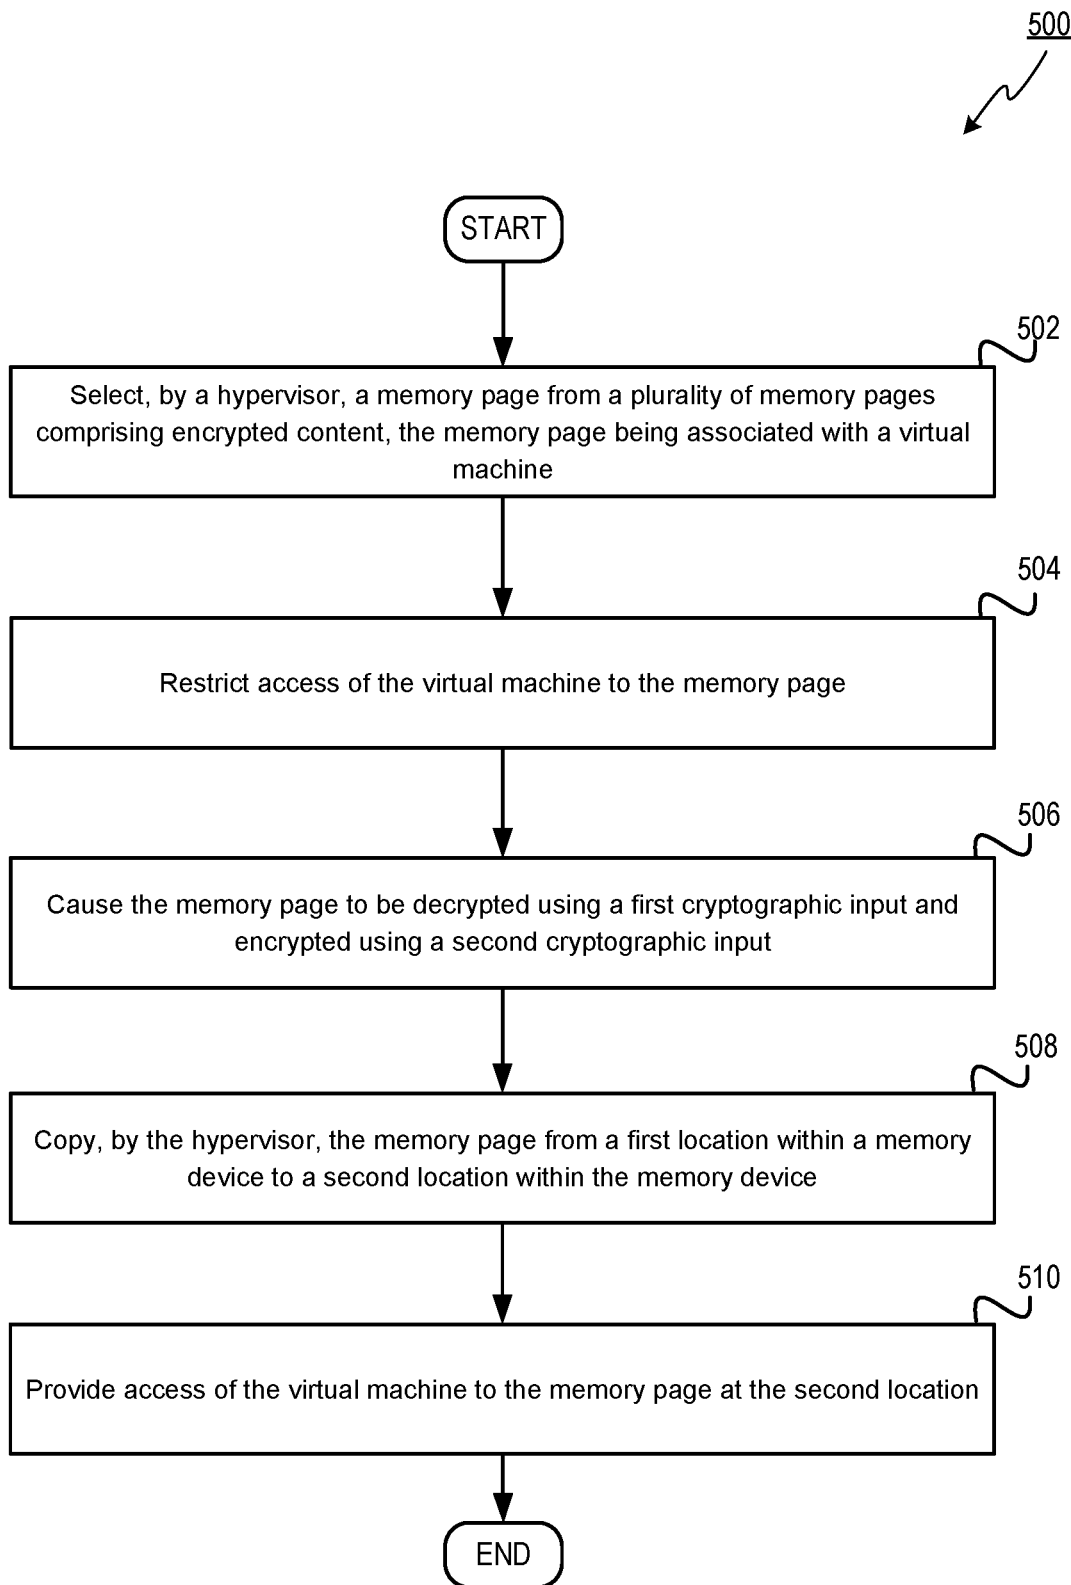 500
START
502
Select, by a hypervisor, a memory page from a plurality of memory pages
comprising encrypted content, the memory page being associated with a virtual
machine
504
Restrict access of the virtual machine to the memory page
506
Cause the memory page to be decrypted using a first cryptographic input and
encrypted using a second cryptographic input
508
Copy, by the hypervisor, the memory page from a first location within a memory
device to a second location within the memory device
510
Provide access of the virtual machine to the memory page at the second location
END